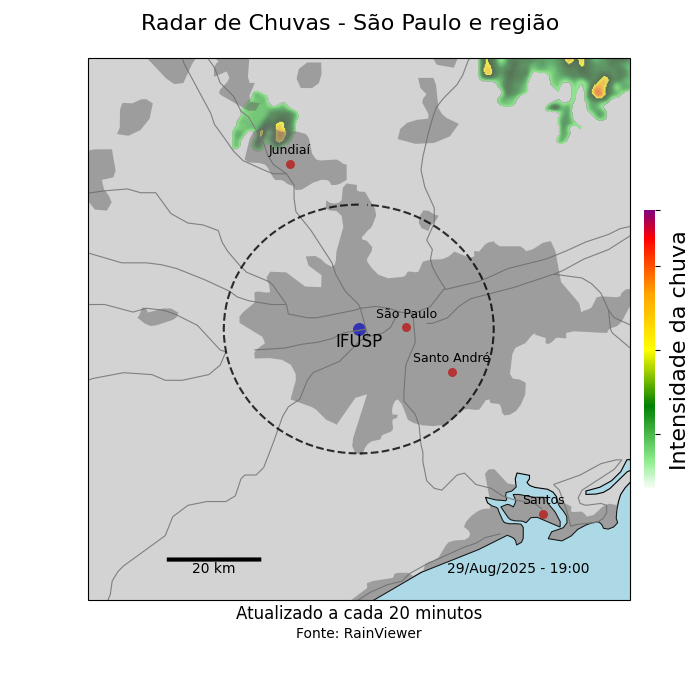 Radar de Chuvas - São Paulo e região
Jundiaí
São Paulo
IFUSP
Santo André
Santos
20 km
29/Aug/2025 - 19:00
Intensidade da chuva
Atualizado a cada 20 minutos
Fonte: RainViewer